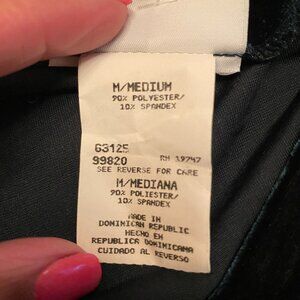 M/MEDIUM
90% POLYESTER/
10% SPANDEX
G3125
99820 RN 19747
SEE REVERSE FOR CARE
M/MEDIANA
90% POLIESTER/
10% SPANDEX
MADE IN
DOMINICAN REPUBLIC
HECHO EN
REPUBLICA DOMINICANA
CUIDADO AL REVERSO